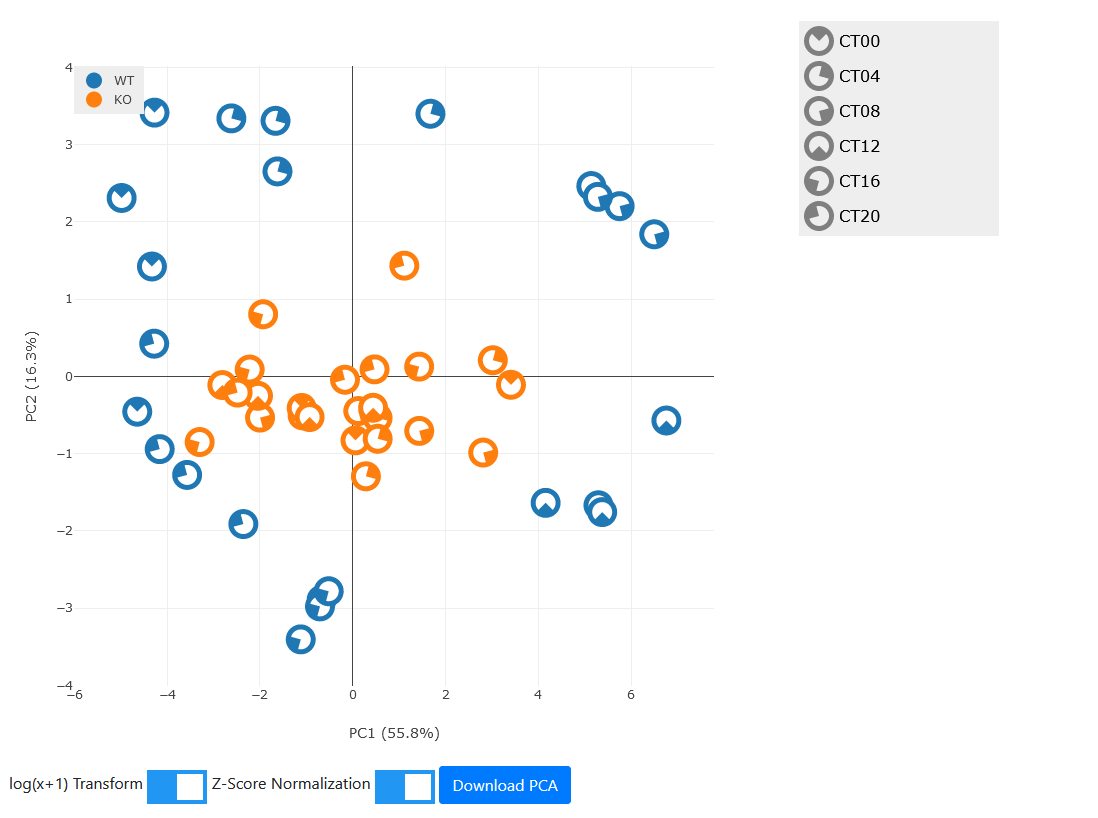 WT
KO
4
3
2
1
0
−1
−2
−3
−4
−6
−4
−2
0
2
4
6
PC2 (16.3%)
PC1 (55.8%)
CT00
CT04
CT08
CT12
CT16
CT20
log(x+1) Transform
Z-Score Normalization
Download PCA